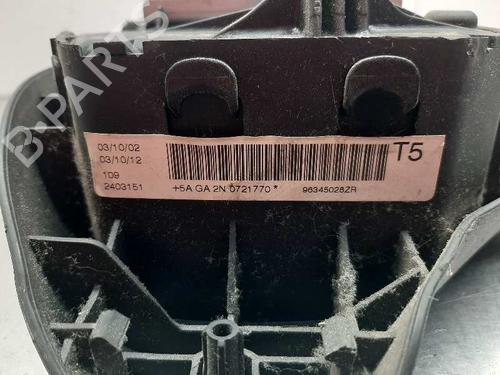 B-PARTS
03/10/02
03/10/12
109
2403151
+5A GA 2N 0721770*
96345028ZR
T5